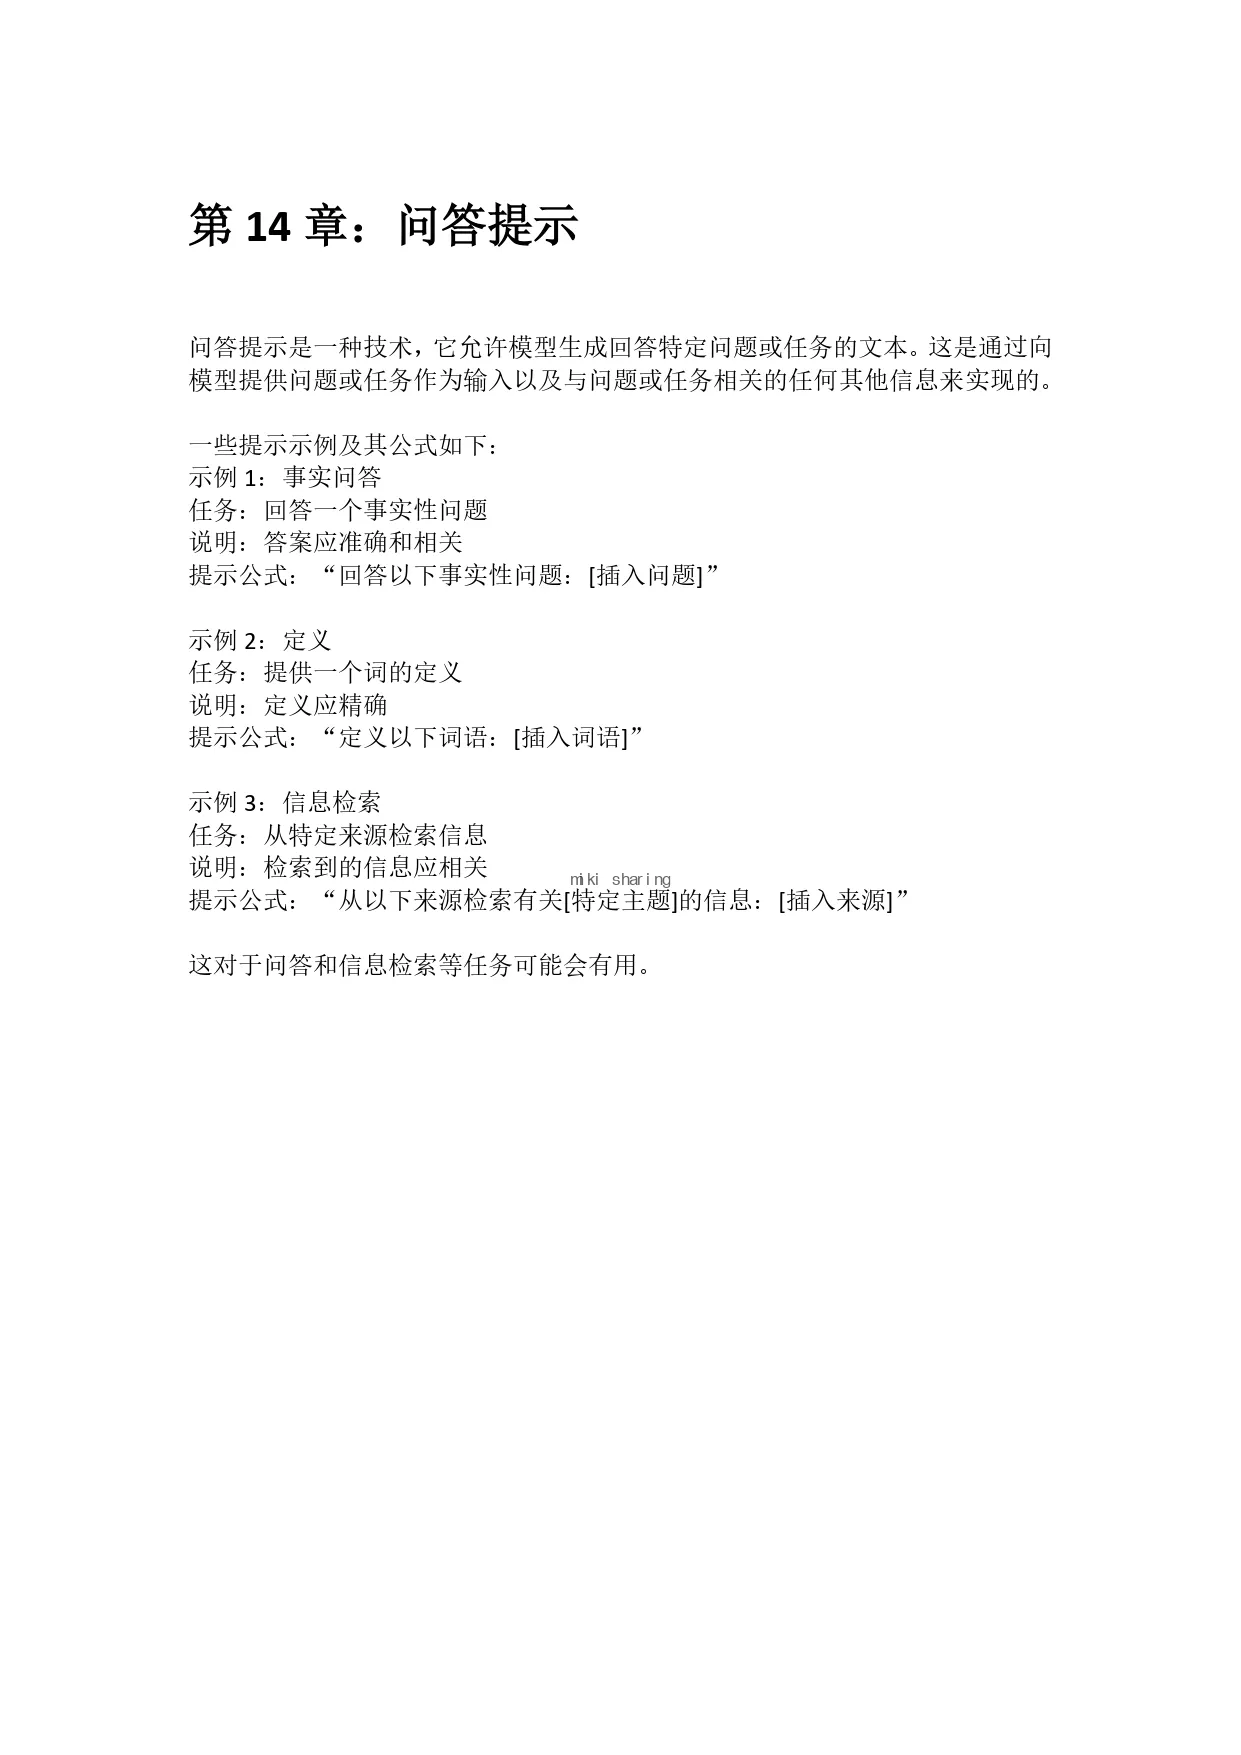 第 14 章：问答提示
问答提示是一种技术，它允许模型生成回答特定问题或任务的文本。这是通过向
模型提供问题或任务作为输入以及与问题或任务相关的任何其他信息来实现的。
一些提示示例及其公式如下：
示例 1：事实问答
任务：回答一个事实性问题
说明：答案应准确和相关
提示公式：“回答以下事实性问题：[插入问题]”
示例 2：定义
任务：提供一个词的定义
说明：定义应精确
提示公式：“定义以下词语：[插入词语]”
示例 3：信息检索
任务：从特定来源检索信息
说明：检索到的信息应相关
miki sharing
提示公式：“从以下来源检索有关[特定主题]的信息：[插入来源]”
这对于问答和信息检索等任务可能会有用。